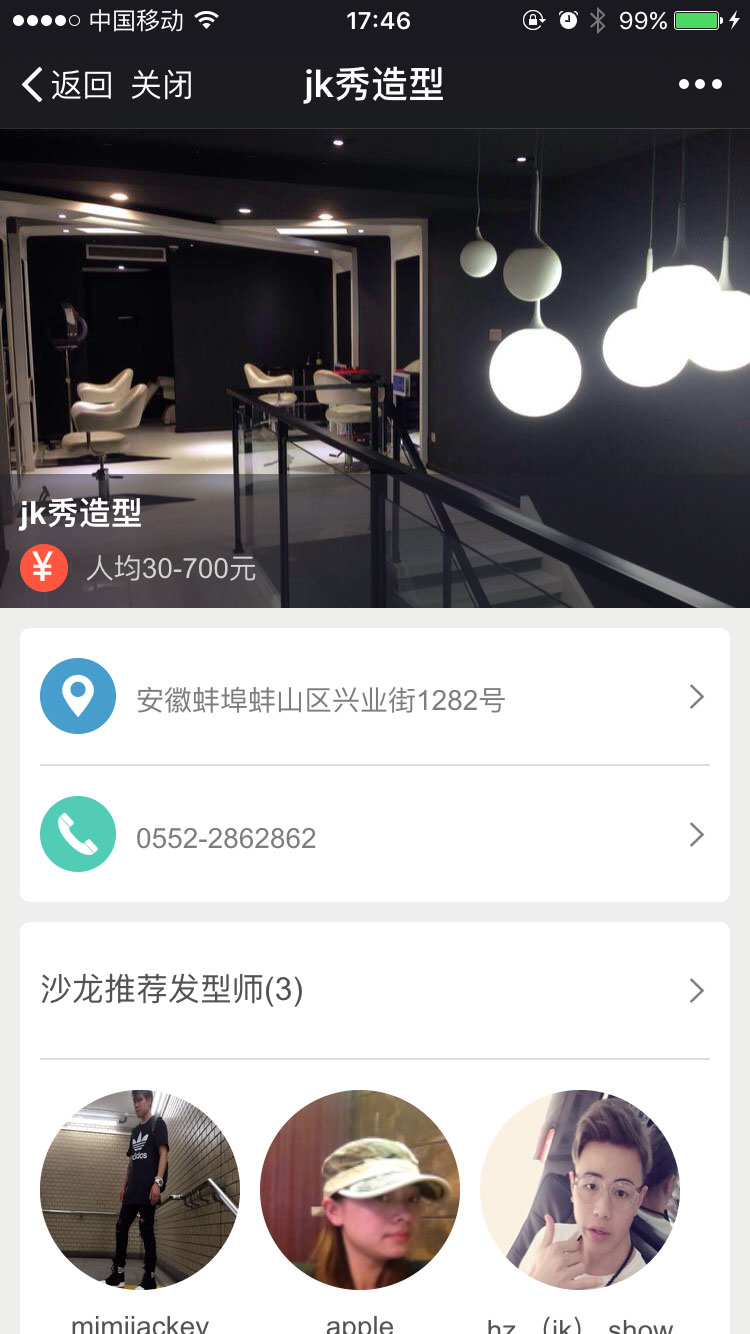 中国移动 17:46 99%
返回 关闭 jk秀造型
jk秀造型
¥ 人均30-700元
安徽蚌埠蚌山区兴业街1282号
0552-2862862
沙龙推荐发型师(3)
adidas
mimijackey apple hz （jk） show